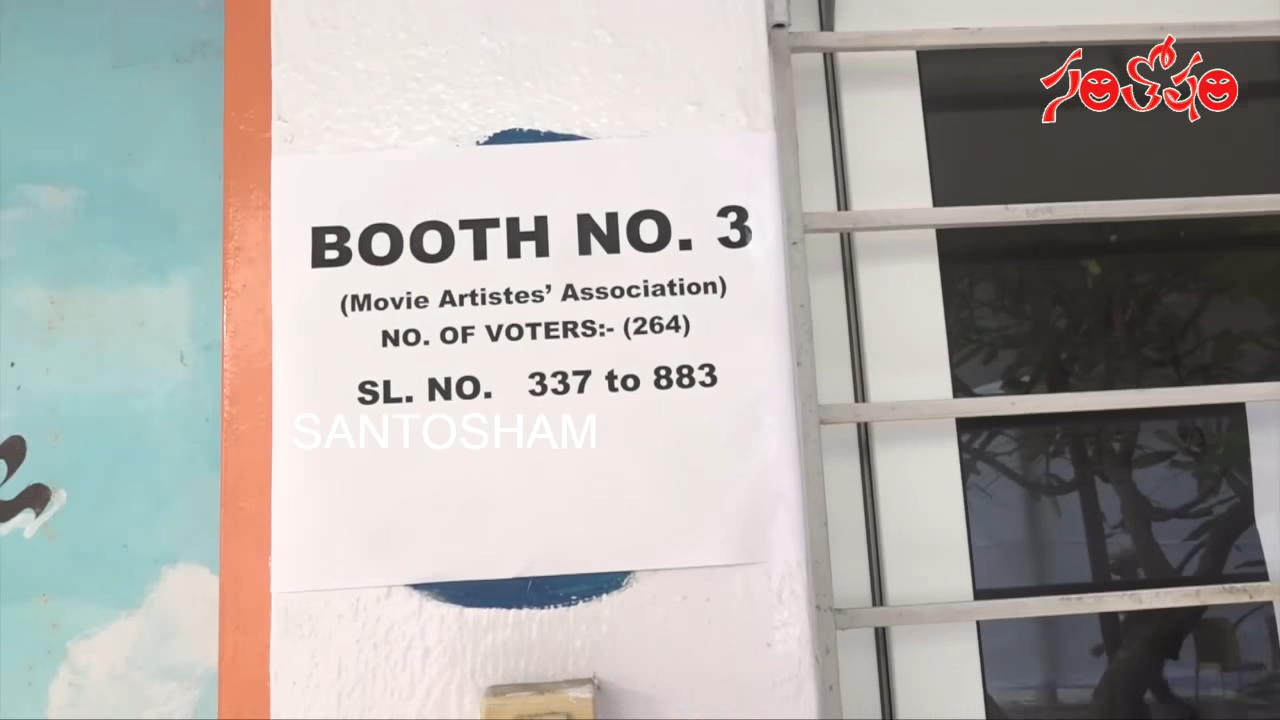 సంతోషం
BOOTH NO. 3
(Movie Artistes’ Association)
NO. OF VOTERS:- (264)
SL. NO. 337 to 883
SANTOSHAM